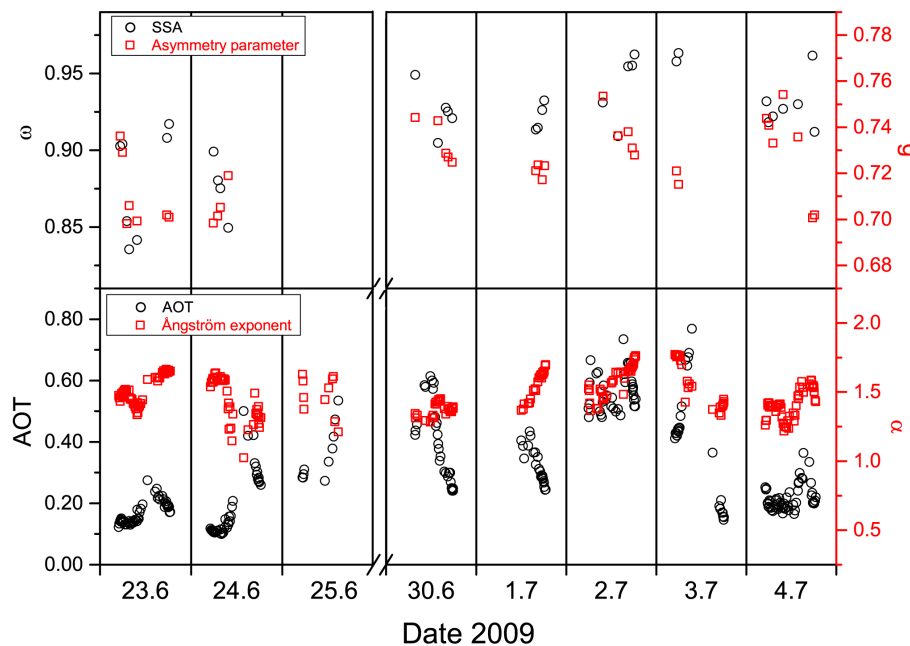 SSA
Asymmetry parameter
0.95
0.90
0.85
ω
0.78
0.76
0.74
0.72
0.70
0.68
g
AOT
Ångström exponent
0.80
0.60
0.40
0.20
0.00
AOT
2.0
1.5
1.0
0.5
α
23.6 24.6 25.6 30.6 1.7 2.7 3.7 4.7
Date 2009